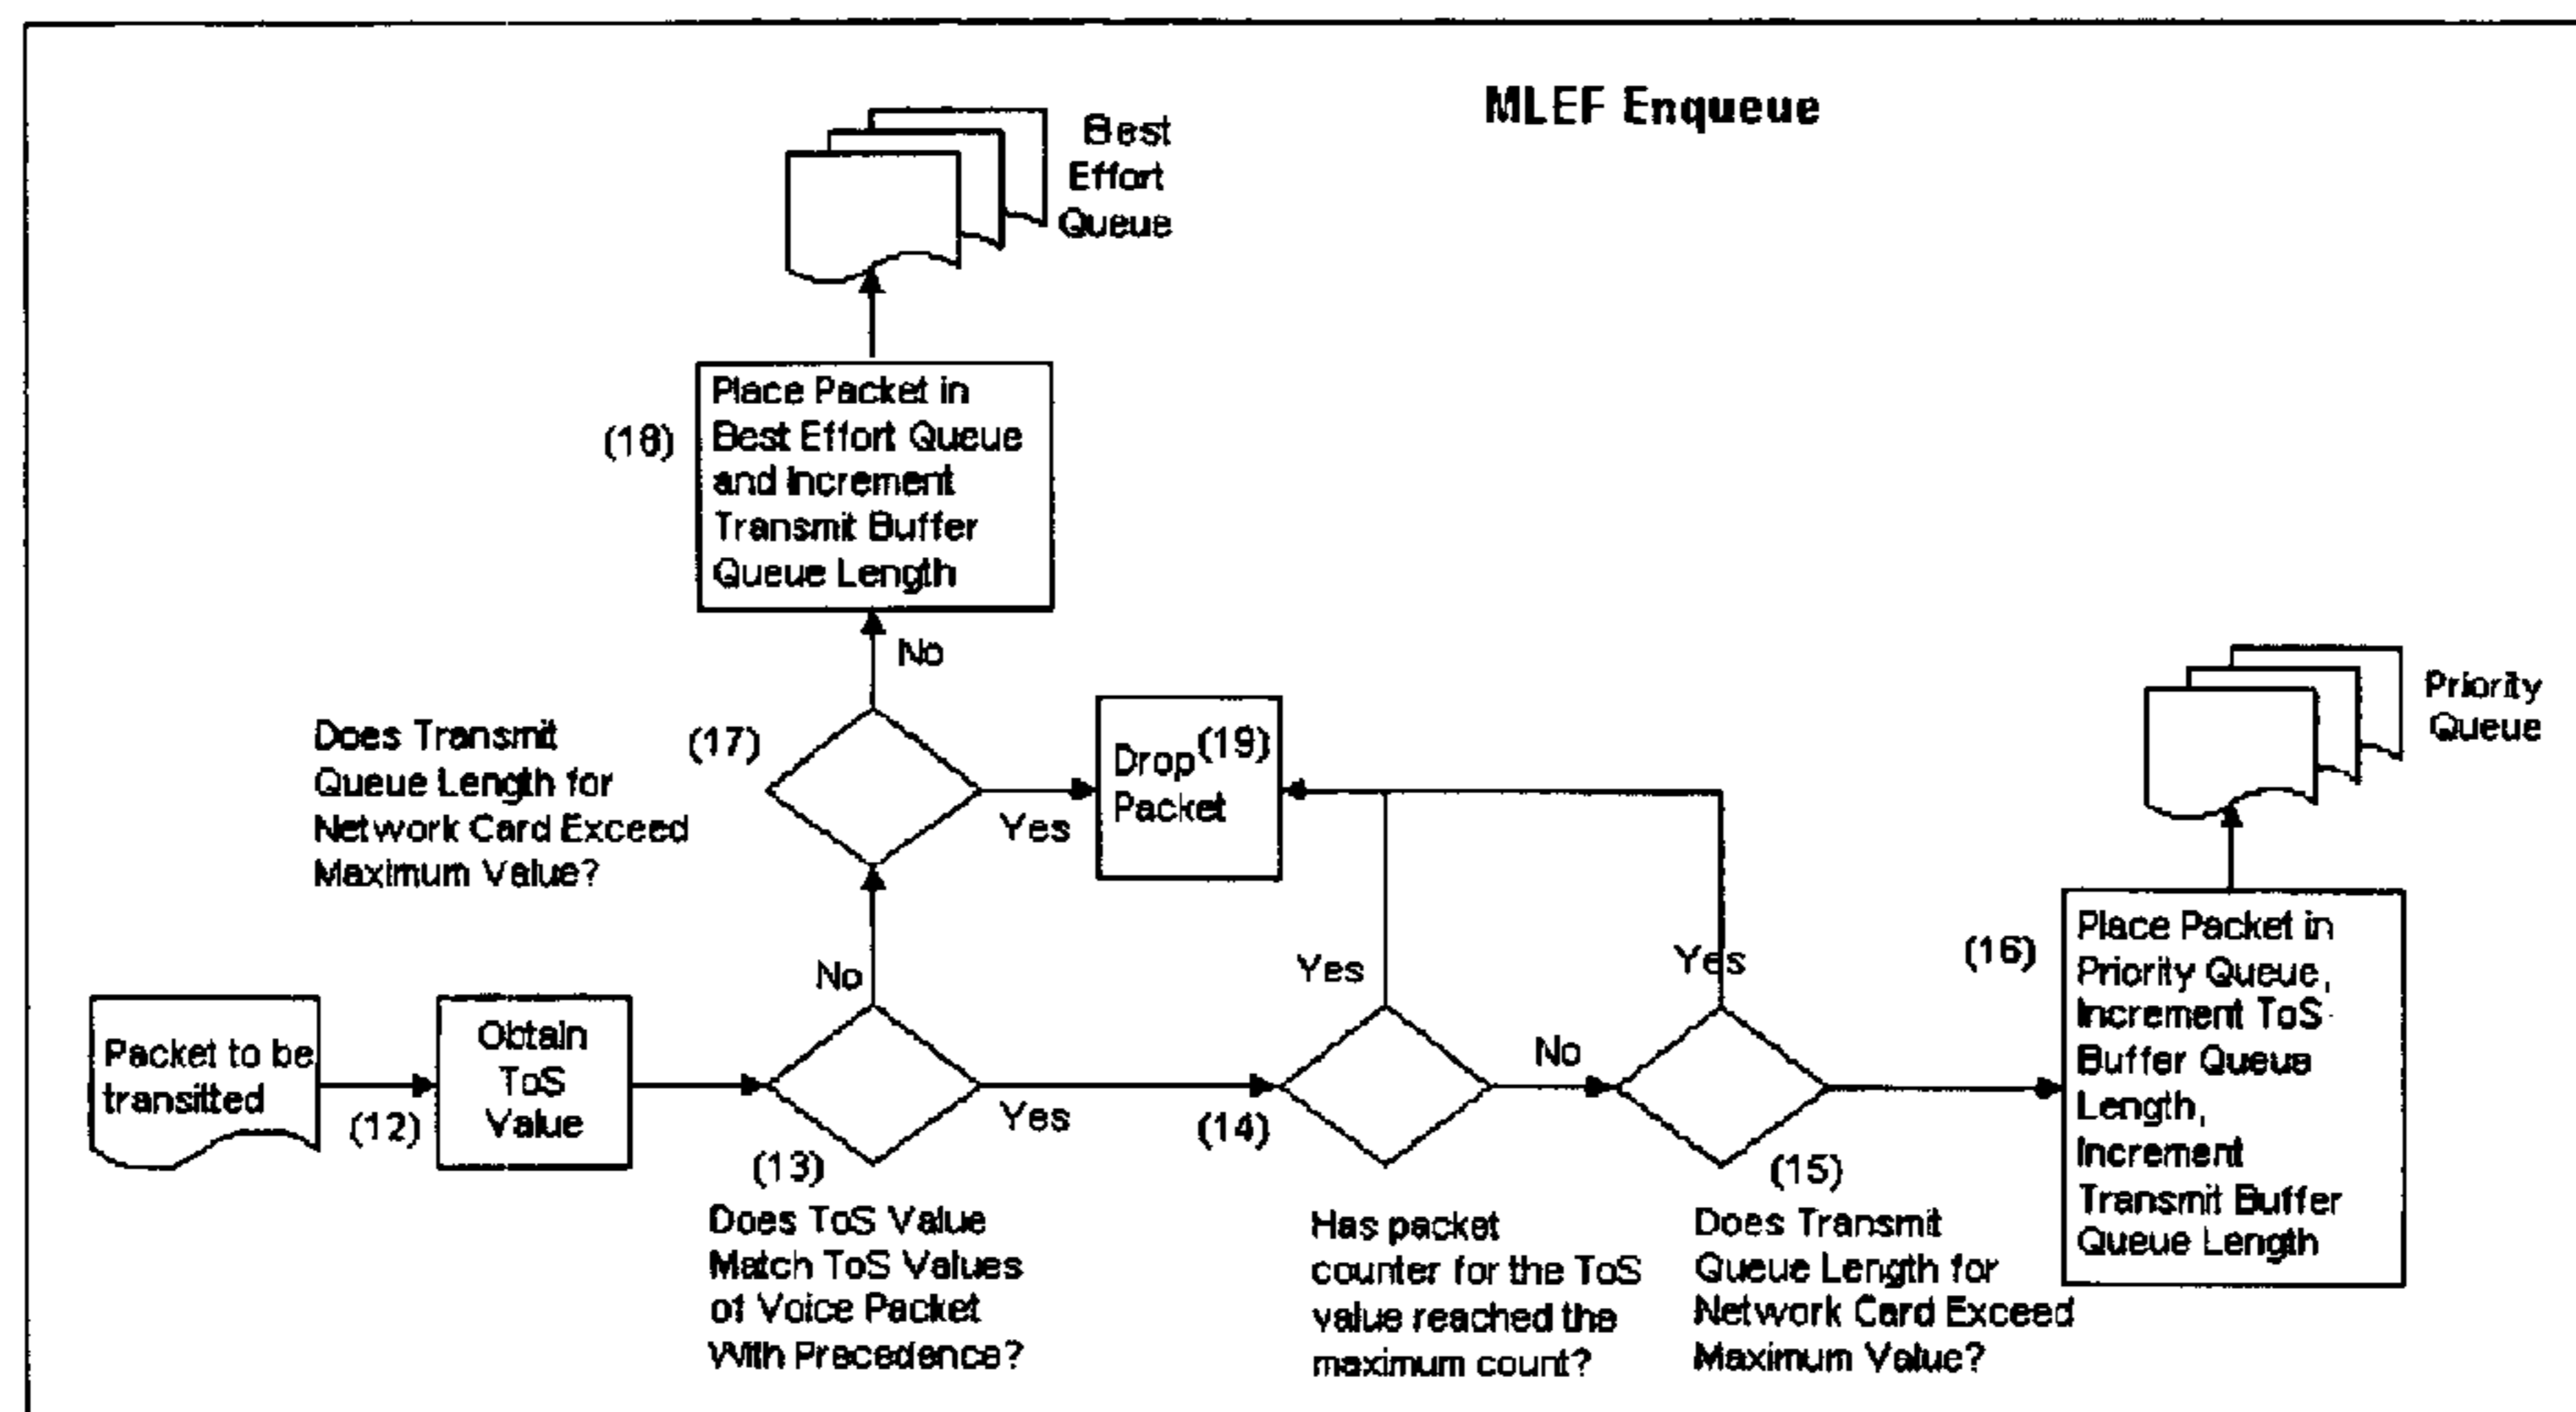 MLEF Enqueue
Best
Effort
Queue
(18)
Place Packet in
Best Effort Queue
and Increment
Transmit Buffer
Queue Length
No
Does Transmit
Queue Length for
Network Card Exceed
Maximum Value?
(17)
Yes
Drop (19)
Packet
Priority
Queue
Packet to be
transitted
(12)
Obtain
ToS
Value
No
(13)
Does ToS Value
Match ToS Values
of Voice Packet
With Precedence?
Yes
(14)
Yes
Has packet
counter for the ToS
value reached the
maximum count?
No
Yes
(15)
Does Transmit
Queue Length for
Network Card Exceed
Maximum Value?
(16)
Place Packet in
Priority Queue,
Increment ToS
Buffer Queue
Length,
Increment
Transmit Buffer
Queue Length